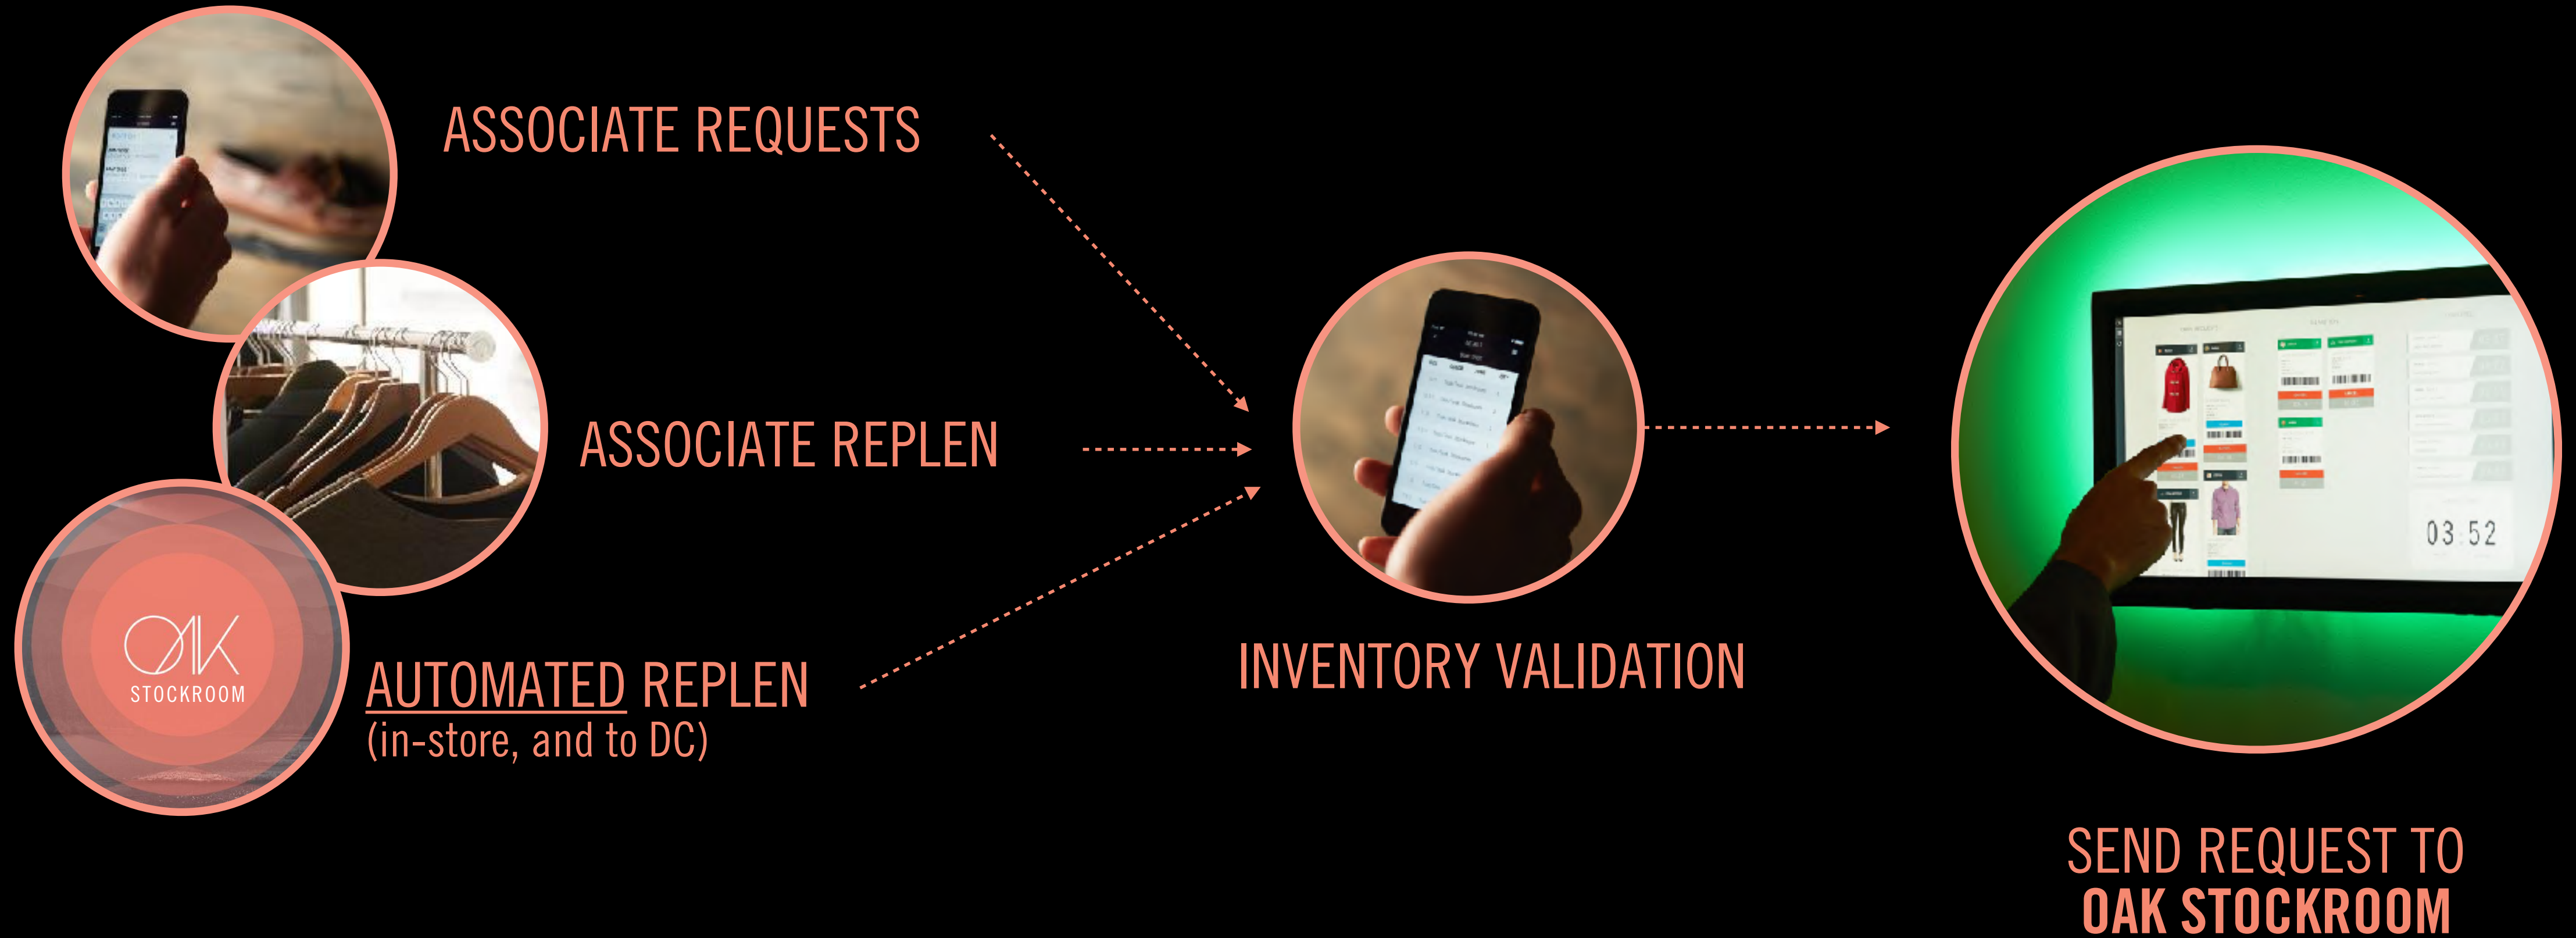 ASSOCIATE REQUESTS
ASSOCIATE REPLEN
OAK
STOCKROOM
AUTOMATED REPLEN
(in-store, and to DC)
INVENTORY VALIDATION
03:52
SEND REQUEST TO
OAK STOCKROOM